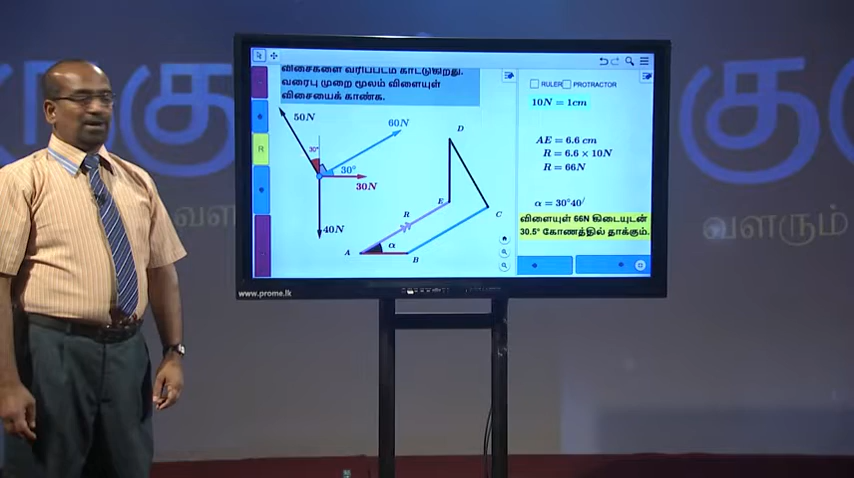 விசைகளை வரிப்படம் காட்டுகிறது.
வரைபு முறை மூலம் விளையுள்
விசையைக் காண்க.
50N
60N
30°
30°
30N
40N
D
E
R
C
A
α
B
R
RULER
PROTRACTOR
10N = 1cm
AE = 6.6 cm
R = 6.6 × 10N
R = 66N
α = 30°40′
விளையுள் 66N கிடையுடன்
30.5° கோணத்தில் தாக்கும்.
www.prome.lk
குரு
குரு
வளரும்